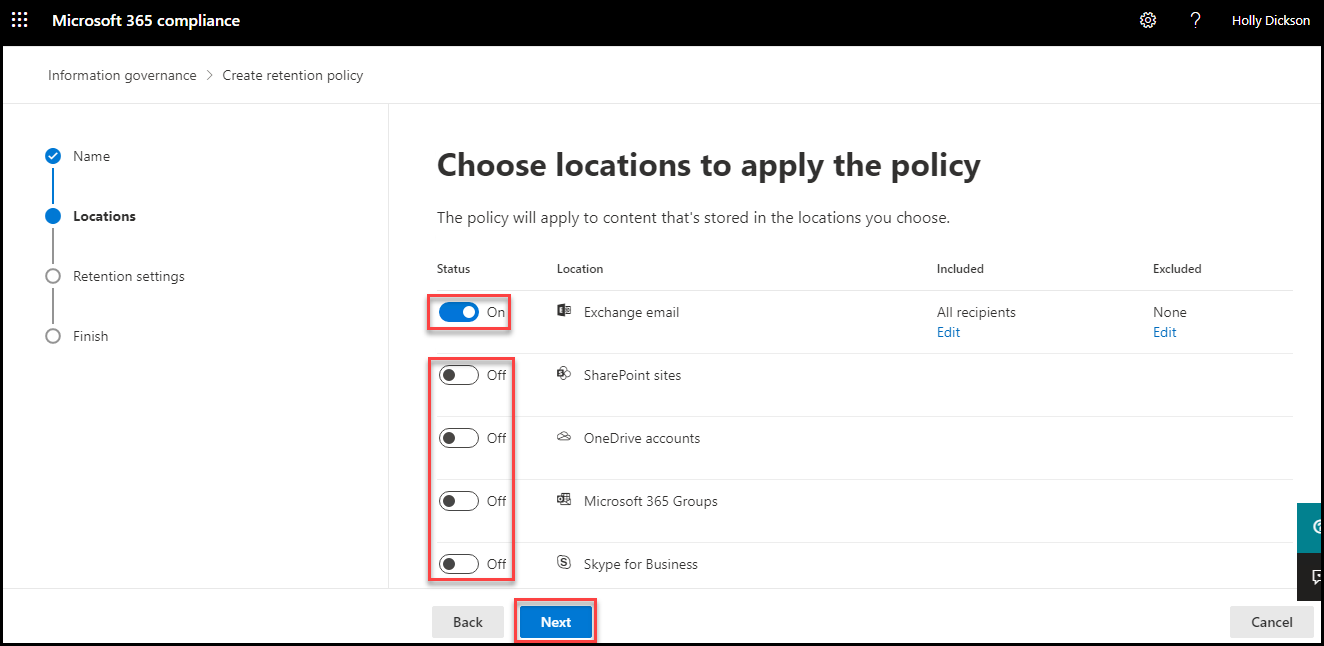 Microsoft 365 compliance
? Holly Dickson
Information governance > Create retention policy
Name
Locations
Retention settings
Finish
Choose locations to apply the policy
The policy will apply to content that's stored in the locations you choose.
Status Location Included Excluded
On Exchange email All recipients None
Edit Edit
Off SharePoint sites
Off OneDrive accounts
Off Microsoft 365 Groups
Off Skype for Business
Back Next Cancel